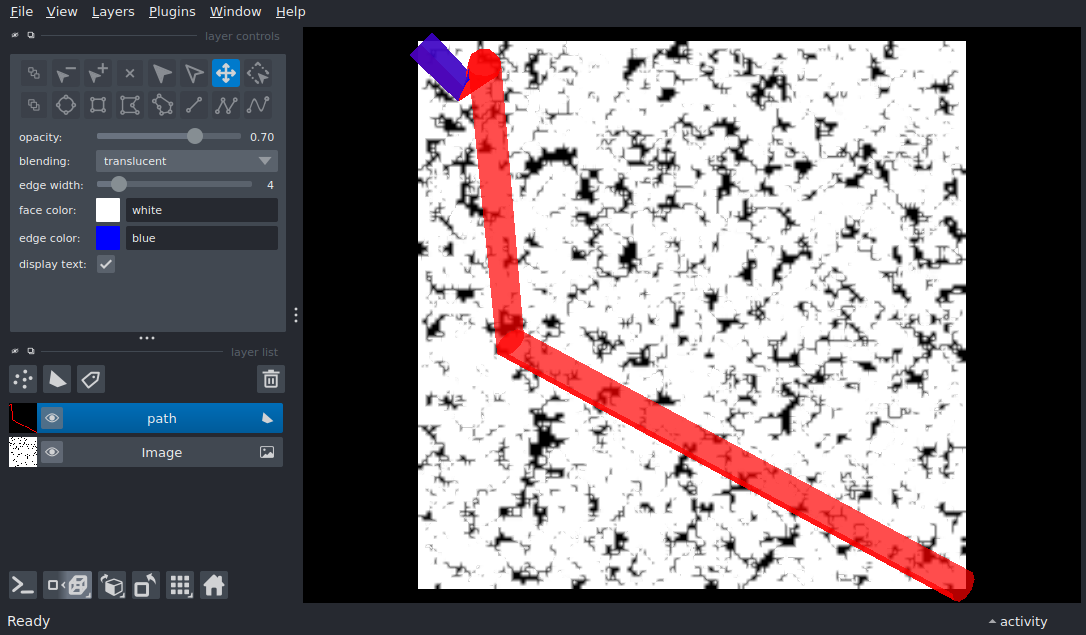 File View Layers Plugins Window Help
layer controls
opacity: 0.70
blending: translucent
edge width: 4
face color: white
edge color: blue
display text:
layer list
path
Image
Ready
activity